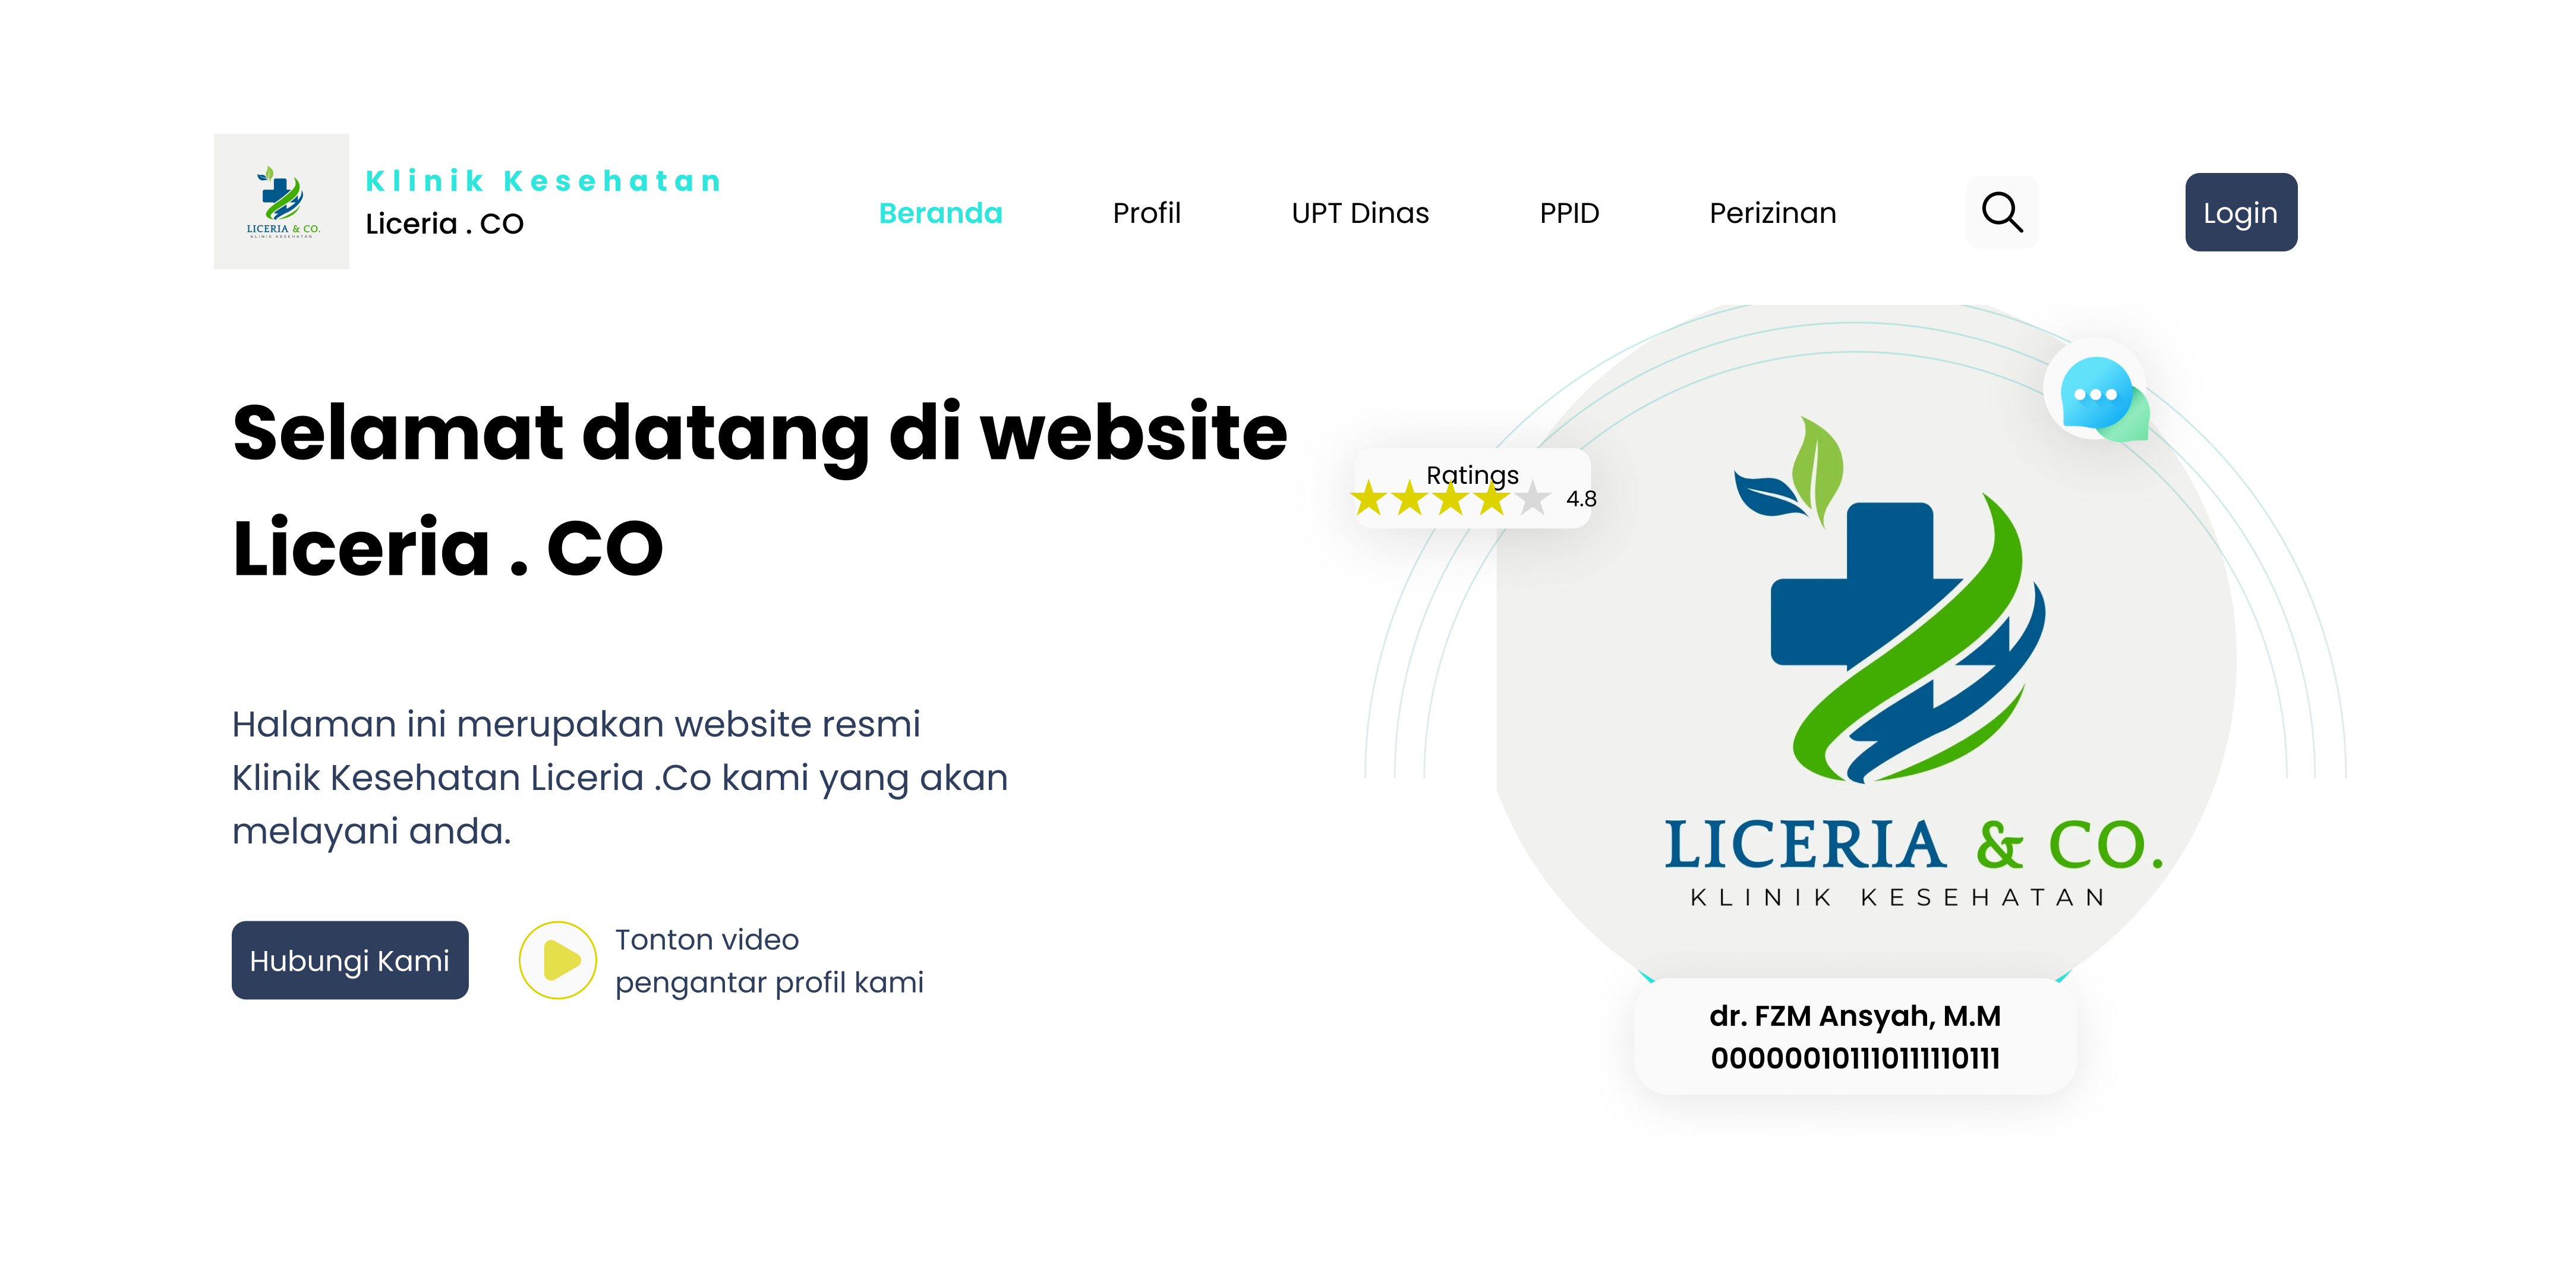 LICERIA & CO.
KLINIK KESEHATAN
Klinik Kesehatan
Liceria . CO
Beranda
Profil
UPT Dinas
PPID
Perizinan
Login
Selamat datang di website
Liceria . CO
Halaman ini merupakan website resmi
Klinik Kesehatan Liceria .Co kami yang akan
melayani anda.
Hubungi Kami
Tonton video
pengantar profil kami
Ratings
4.8
LICERIA & CO.
KLINIK KESEHATAN
dr. FZM Ansyah, M.M
000000101110111110111